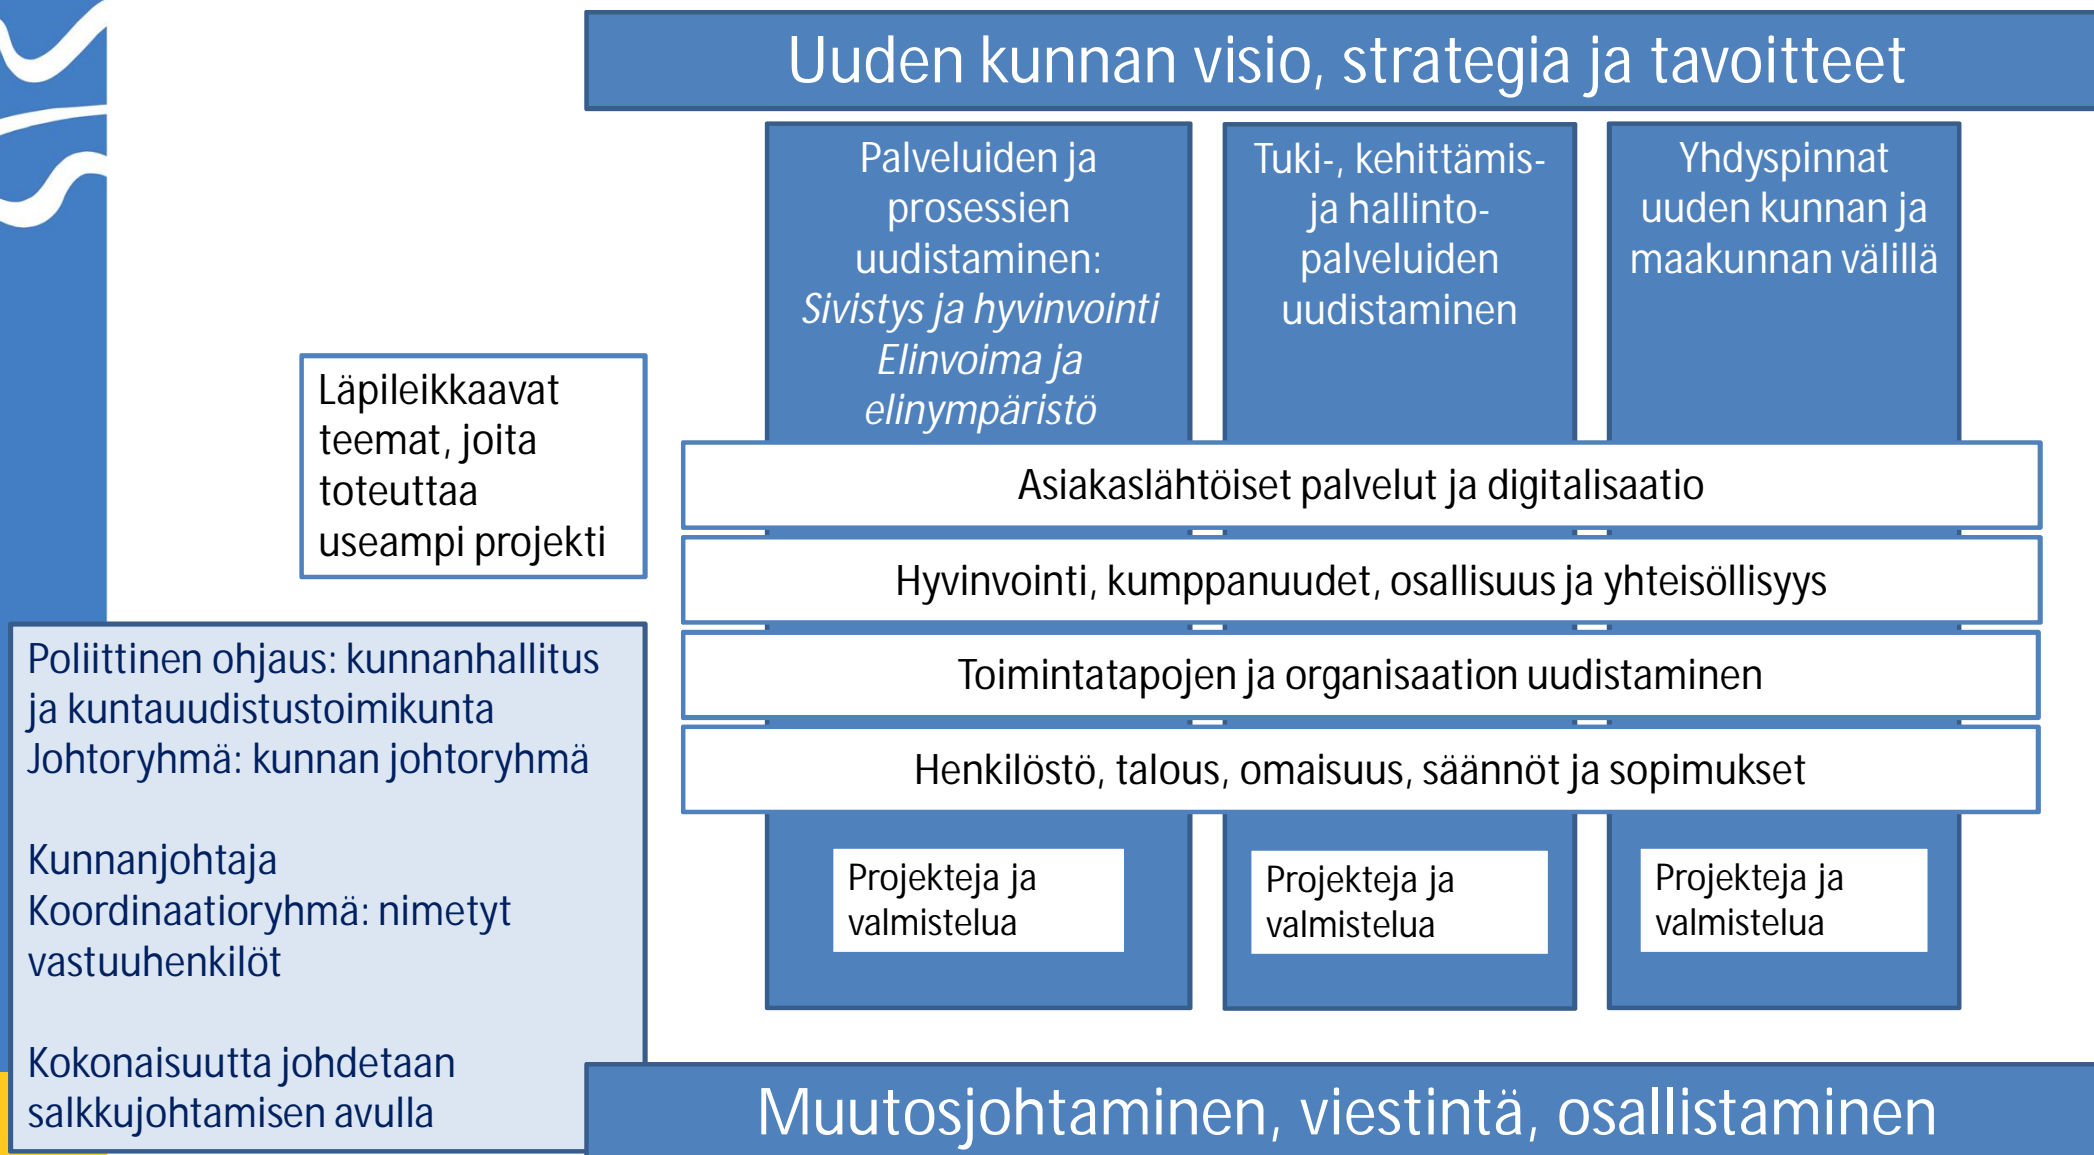 Uuden kunnan visio, strategia ja tavoitteet
Palveluiden ja
prosessien
uudistaminen:
Sivistys ja hyvinvointi
Elinvoima ja
elinympäristö
Tuki-, kehittämis-
ja hallinto-
palveluiden
uudistaminen
Yhdyspinnat
uuden kunnan ja
maakunnan välillä
Läpileikkaavat
teemat, joita
toteuttaa
useampi projekti
Asiakaslähtöiset palvelut ja digitalisaatio
Hyvinvointi, kumppanuudet, osallisuus ja yhteisöllisyys
Toimintatapojen ja organisaation uudistaminen
Henkilöstö, talous, omaisuus, säännöt ja sopimukset
Projekteja ja
valmistelua
Projekteja ja
valmistelua
Projekteja ja
valmistelua
Poliittinen ohjaus: kunnanhallitus
ja kuntauudistustoimikunta
Johtoryhmä: kunnan johtoryhmä
Kunnanjohtaja
Koordinaatioryhmä: nimetyt
vastuuhenkilöt
Kokonaisuutta johdetaan
salkkujohtamisen avulla
Muutosjohtaminen, viestintä, osallistaminen